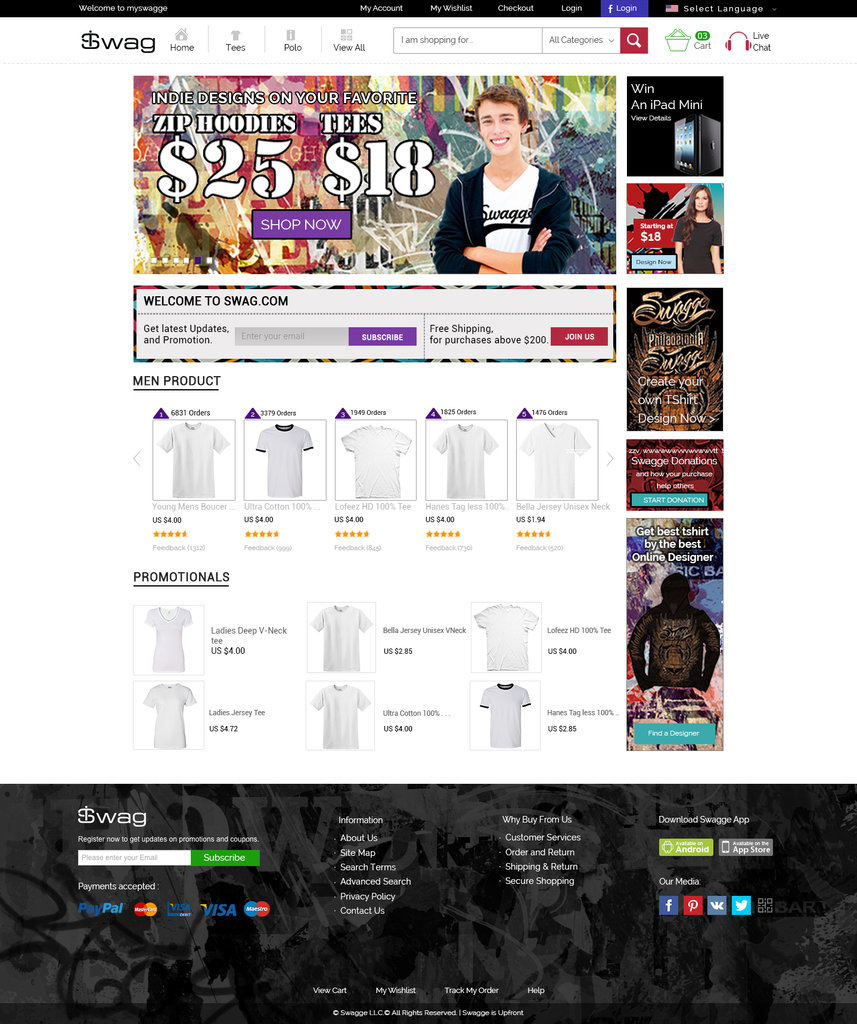 Welcome to myswagge
My Account
My Wishlist
Checkout
Login
f Login
Select Language
$wag
Home
Tees
Polo
View All
I am shopping for...
All Categories
03
Cart
Live
Chat
INDIE DESIGNS ON YOUR FAVORITE
ZIP HOODIES TEES
$25 $18
SHOP NOW
Swagge
Win
An iPad Mini
View Details
Starting at
$18
Design Now
WELCOME TO SWAG.COM
Get latest Updates,
and Promotion.
Enter your email
SUBSCRIBE
Free Shipping,
for purchases above $200.
JOIN US
Swagge
Philadelphia
Swagge
Create your
own TShirt
Design Now >
MEN PRODUCT
1 6831 Orders
2 3379 Orders
3 1949 Orders
4 1825 Orders
5 1476 Orders
Young Mens Boucer ...
US $4.00
Feedback (1312)
Ultra Cotton 100% ...
US $4.00
Feedback (999)
Lofeez HD 100% Tee
US $4.00
Feedback (845)
Hanes Tag less 100%..
US $4.00
Feedback (730)
Bella Jersey Unisex Neck
US $1.94
Feedback (520)
Swagge Donations
and how your purchase
help others
START DONATION
Get best tshirt
by the best
Online Designer
Swagge
Find a Designer
PROMOTIONALS
Ladies Deep V-Neck
tee
US $4.00
Bella Jersey Unisex VNeck
US $2.85
Lofeez HD 100% Tee
US $4.00
Ladies Jersey Tee
US $4.72
Ultra Cotton 100% . . .
US $4.00
Hanes Tag less 100% ..
US $2.85
$wag
Register now to get updates on promotions and coupons.
Please enter your Email
Subscribe
Payments accepted :
PayPal
MasterCard
VISA
DEBIT
VISA
Maestro
Information
· About Us
· Site Map
· Search Terms
· Advanced Search
· Privacy Policy
· Contact Us
Why Buy From Us
· Customer Services
· Order and Return
· Shipping & Return
· Secure Shopping
Download Swagge App
Available on
Android
Available on the
App Store
Our Media
View Cart
My Wishlist
Track My Order
Help
© Swagge LLC.© All Rights Reserved. | Swagge is Upfront